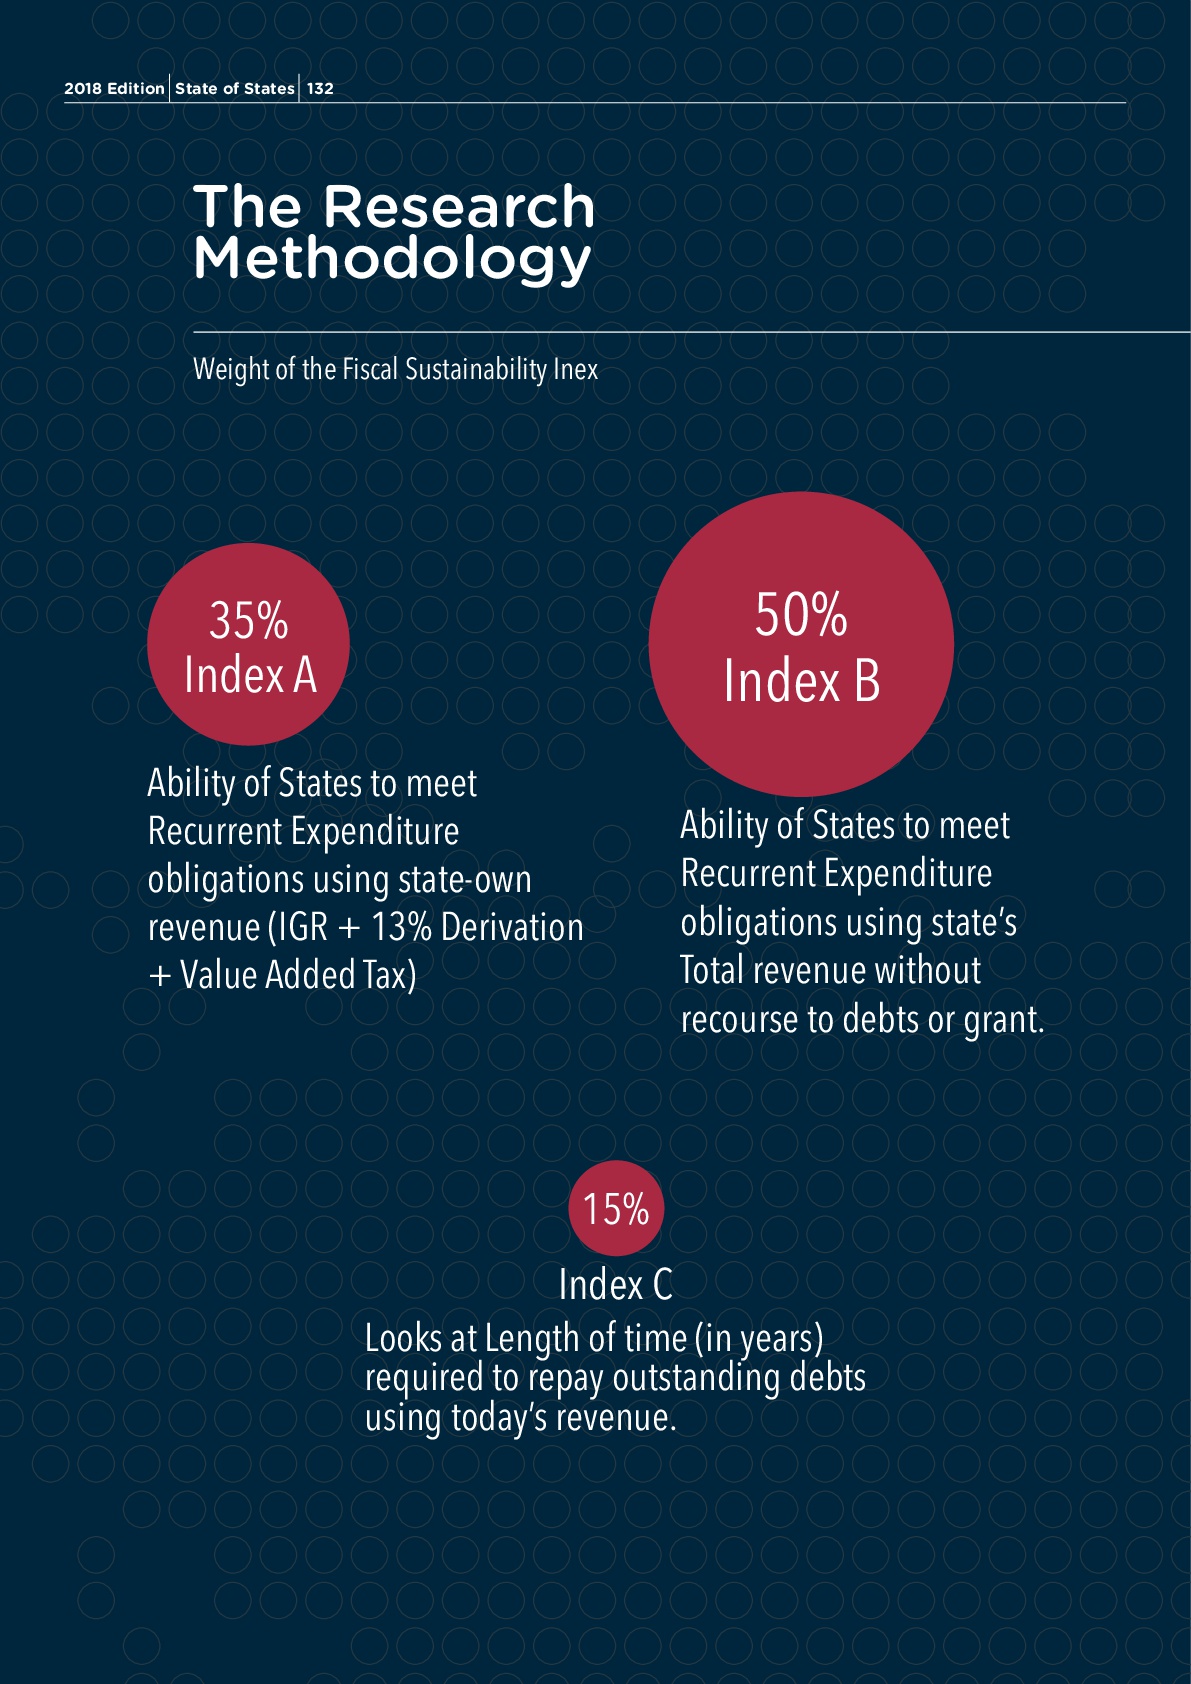 2018 Edition State of States 132
The Research
Methodology
Weight of the Fiscal Sustainability Inex
35%
Index A
Ability of States to meet
Recurrent Expenditure
obligations using state-own
revenue (IGR + 13% Derivation
+ Value Added Tax)
50%
Index B
Ability of States to meet
Recurrent Expenditure
obligations using state’s
Total revenue without
recourse to debts or grant.
15%
Index C
Looks at Length of time (in years)
required to repay outstanding debts
using today’s revenue.